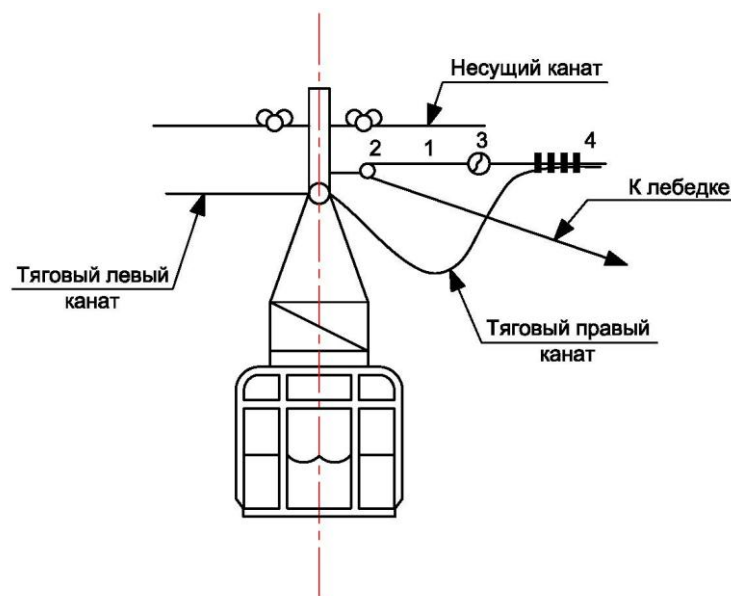 Несущий канат
2
1
3
4
К лебедке
Тяговый левый
канат
Тяговый правый
канат